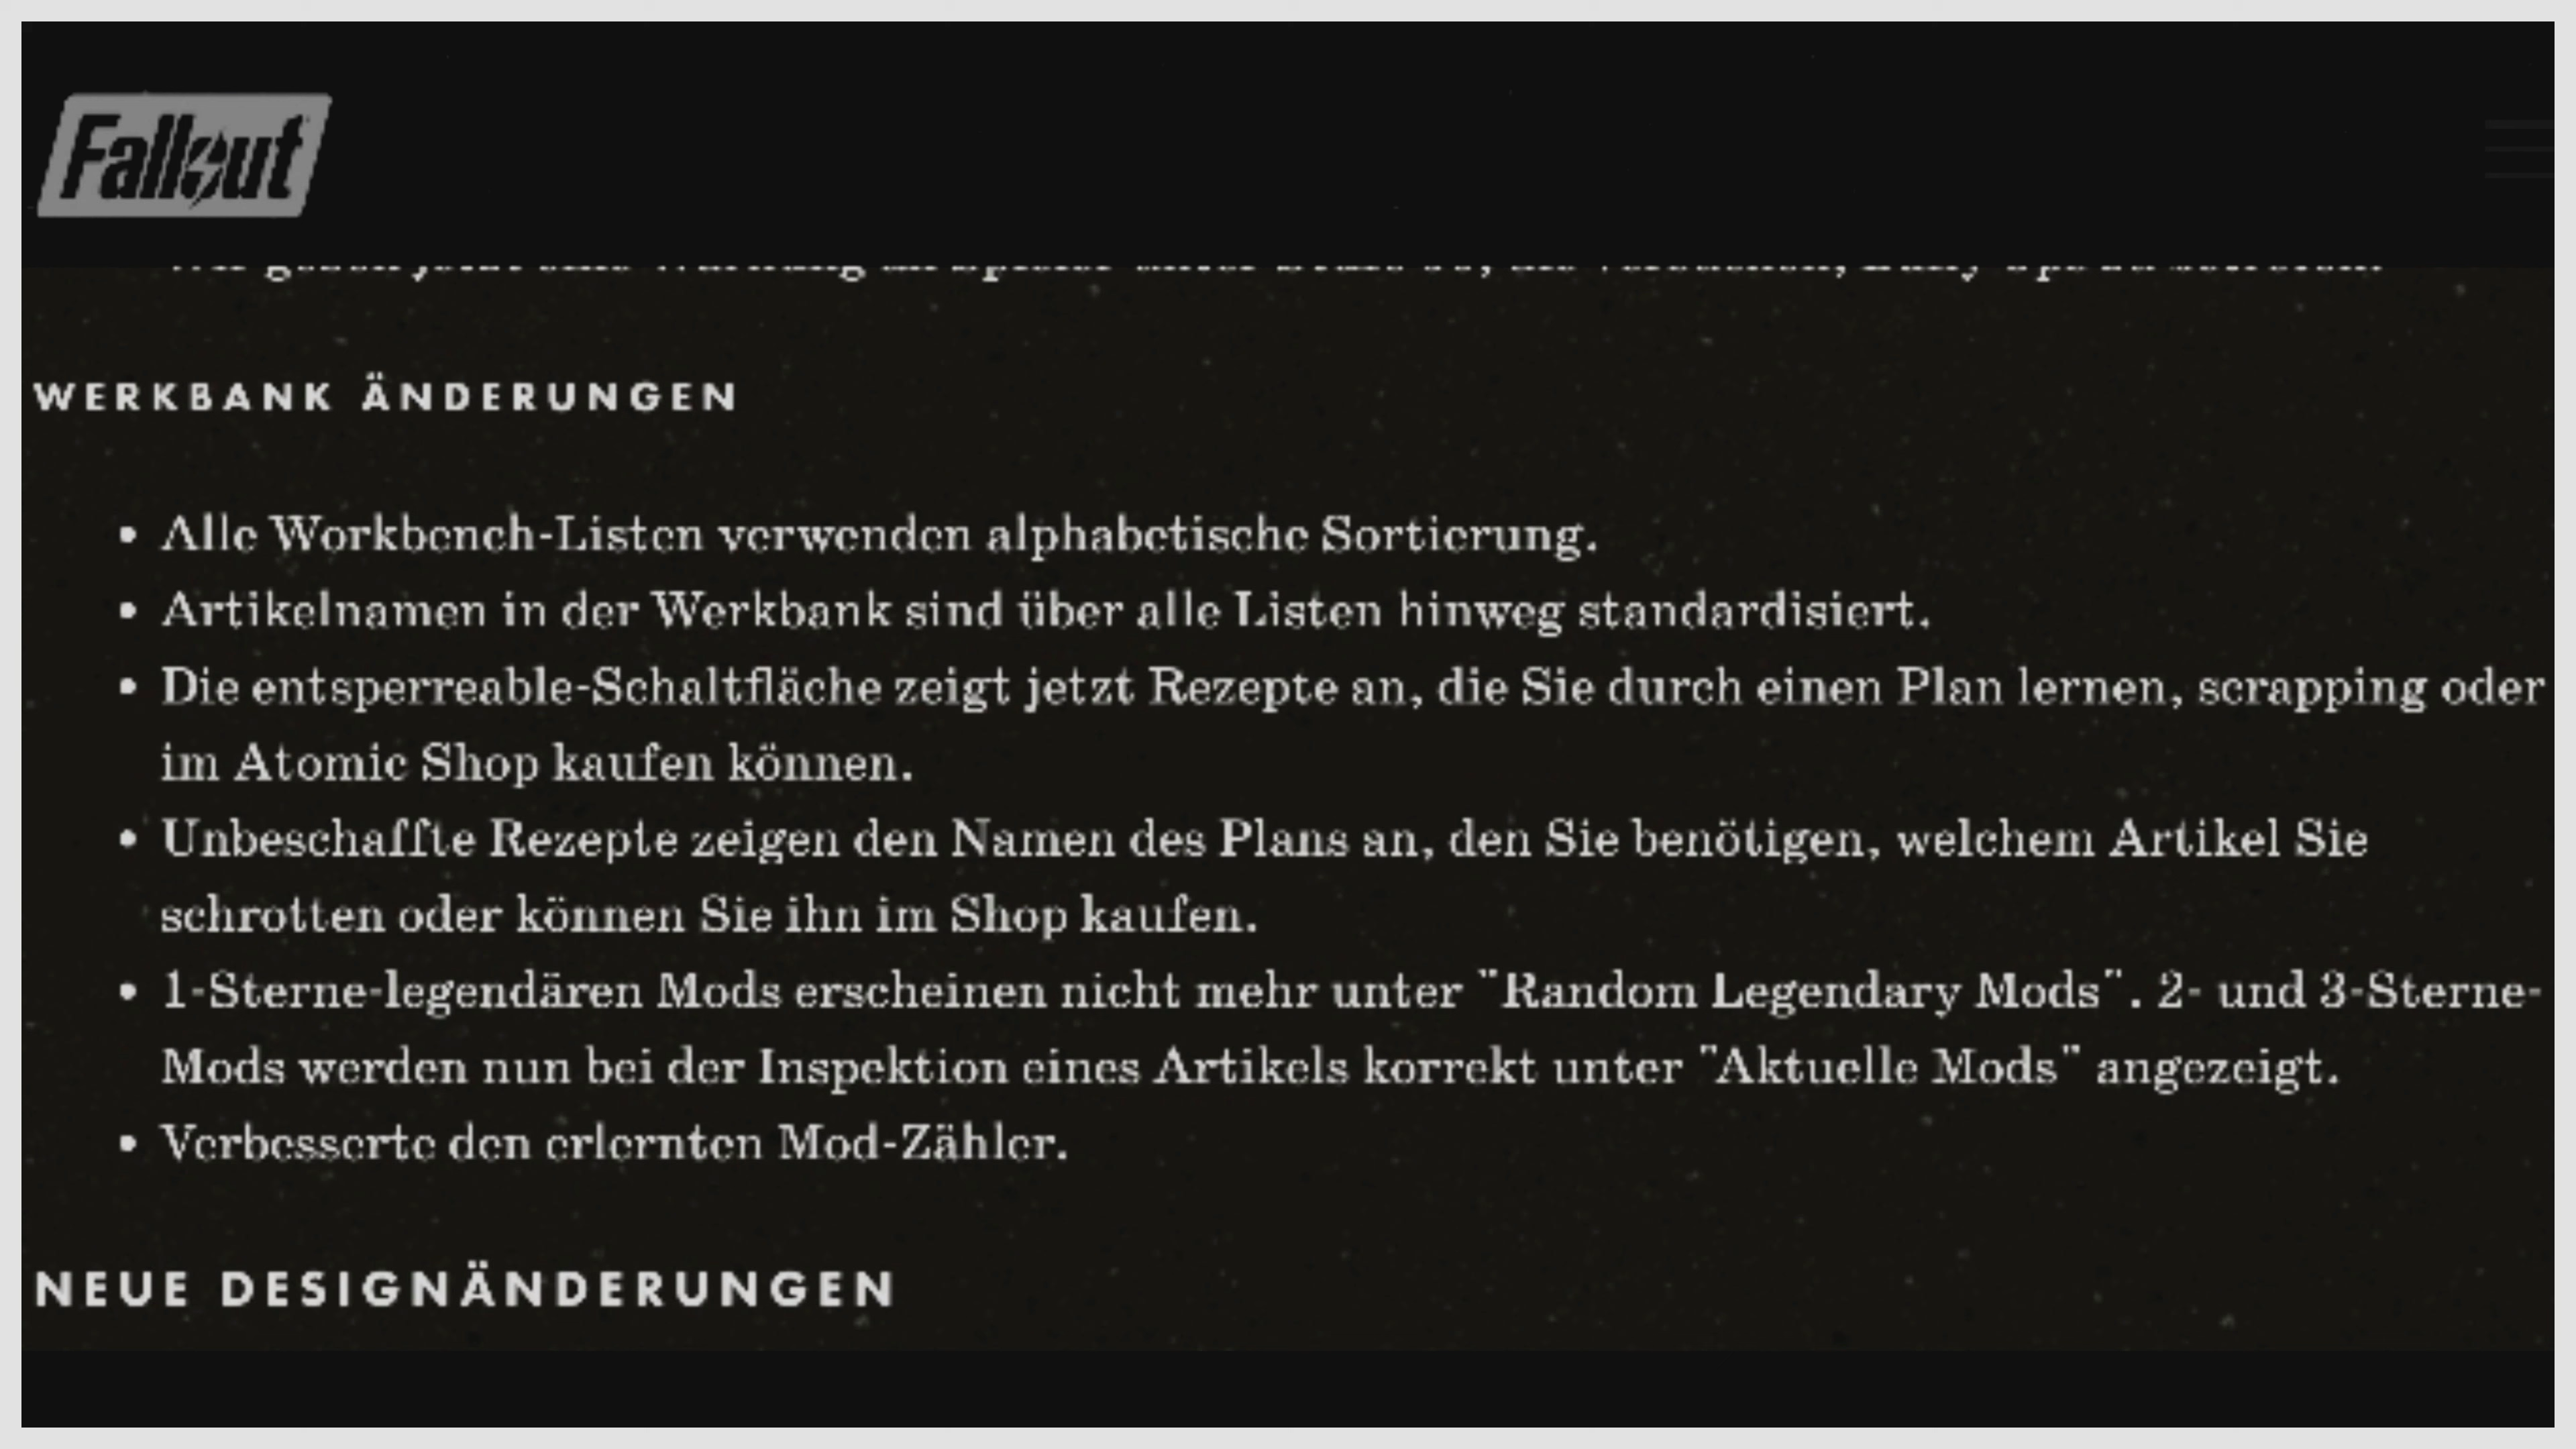 Fallout
WERKBANK ÄNDERUNGEN
• Alle Workbench-Listen verwenden alphabetische Sortierung.
• Artikelnamen in der Werkbank sind über alle Listen hinweg standardisiert.
• Die entsperreable-Schaltfläche zeigt jetzt Rezepte an, die Sie durch einen Plan lernen, scrapping oder
im Atomic Shop kaufen können.
• Unbeschaffte Rezepte zeigen den Namen des Plans an, den Sie benötigen, welchem Artikel Sie
schrotten oder können Sie ihn im Shop kaufen.
• 1-Sterne-legendären Mods erscheinen nicht mehr unter "Random Legendary Mods". 2- und 3-Sterne-
Mods werden nun bei der Inspektion eines Artikels korrekt unter "Aktuelle Mods" angezeigt.
• Verbesserte den erlernten Mod-Zähler.
NEUE DESIGNÄNDERUNGEN